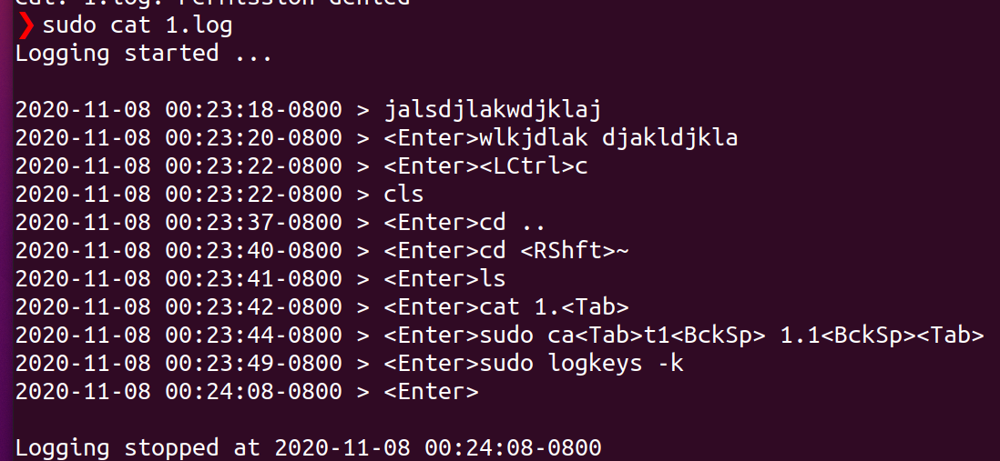 cat: 1.log: Permission denied
❯ sudo cat 1.log
Logging started ...
2020-11-08 00:23:18-0800 > jalsdjlakwdjklaj
2020-11-08 00:23:20-0800 > <Enter>wlkjdlak djakldjkla
2020-11-08 00:23:22-0800 > <Enter><LCtrl>c
2020-11-08 00:23:22-0800 > cls
2020-11-08 00:23:37-0800 > <Enter>cd ..
2020-11-08 00:23:40-0800 > <Enter>cd <RShft>~
2020-11-08 00:23:41-0800 > <Enter>ls
2020-11-08 00:23:42-0800 > <Enter>cat 1.<Tab>
2020-11-08 00:23:44-0800 > <Enter>sudo ca<Tab>t1<BckSp> 1.1<BckSp><Tab>
2020-11-08 00:23:49-0800 > <Enter>sudo logkeys -k
2020-11-08 00:24:08-0800 > <Enter>
Logging stopped at 2020-11-08 00:24:08-0800